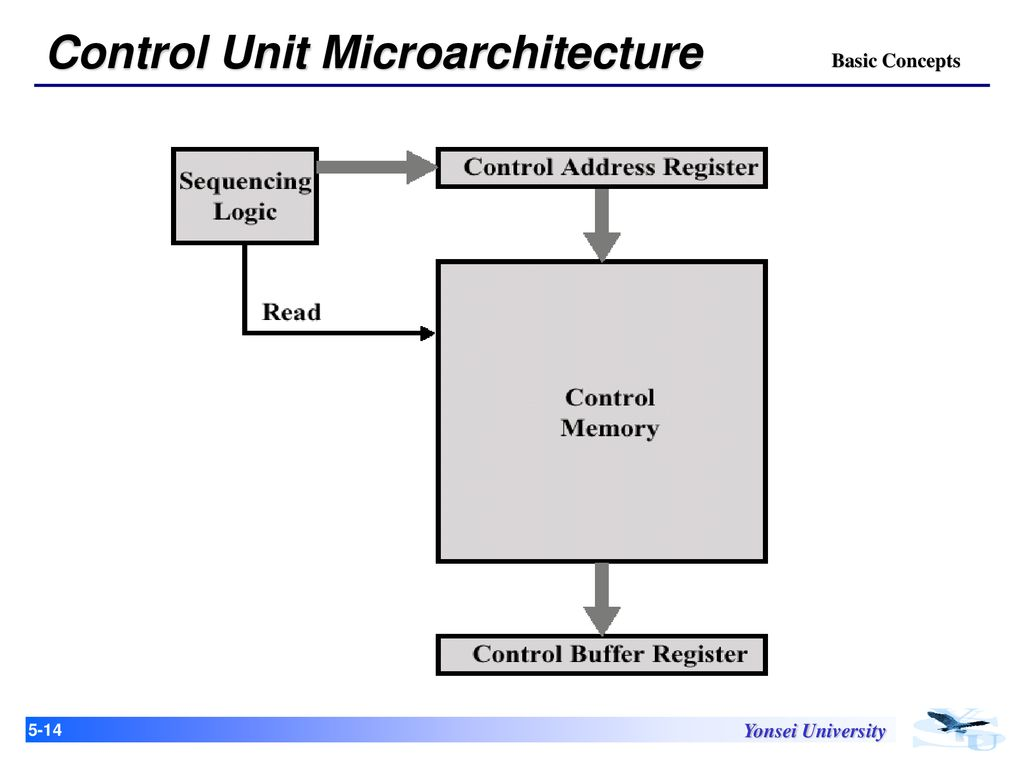 Control Unit Microarchitecture
Basic Concepts
Sequencing
Logic
Control Address Register
Read
Control
Memory
Control Buffer Register
5-14
Yonsei University
YSU